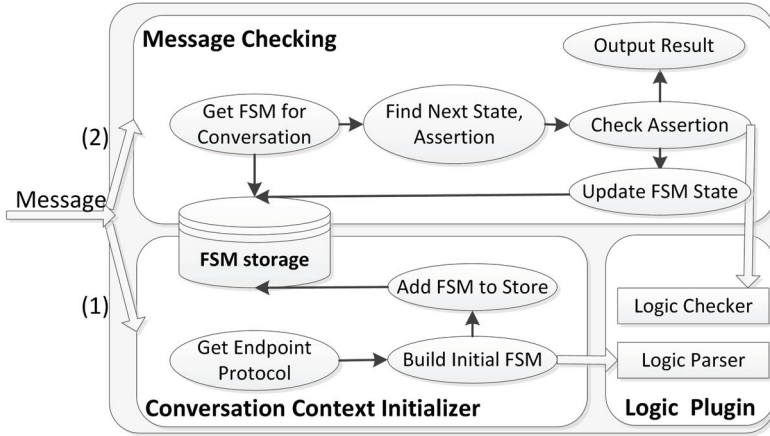 Message Checking
Output Result
Get FSM for
Conversation
Find Next State,
Assertion
Check Assertion
(2)
Update FSM State
Message
FSM storage
Add FSM to Store
Logic Checker
(1)
Get Endpoint
Protocol
Build Initial FSM
Logic Parser
Conversation Context Initializer
Logic Plugin